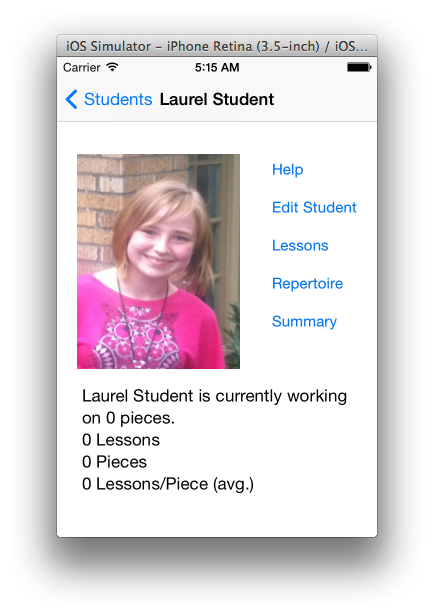 iOS Simulator – iPhone Retina (3.5-inch) / iOS...
Carrier 5:15 AM
Students Laurel Student
Help
Edit Student
Lessons
Repertoire
Summary
Laurel Student is currently working
on 0 pieces.
0 Lessons
0 Pieces
0 Lessons/Piece (avg.)